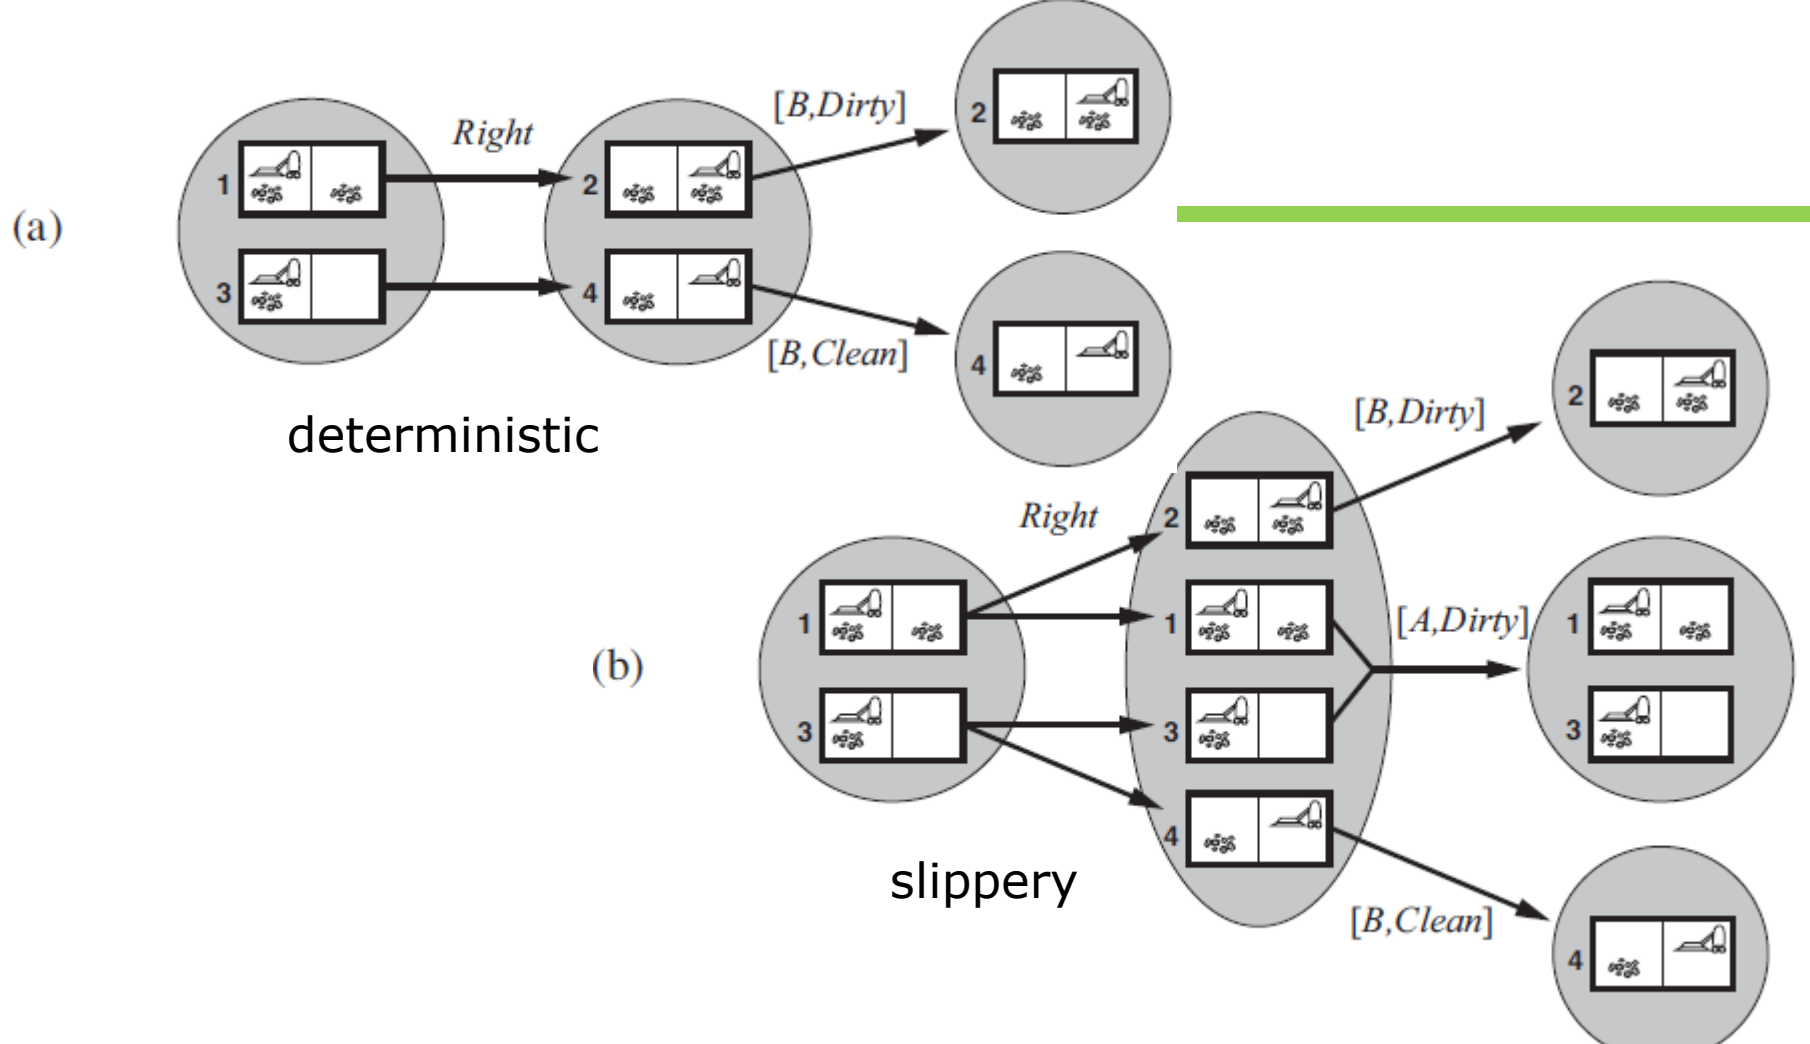 (a)
1
3
Right
2
4
[B,Dirty]
[B,Clean]
2
4
deterministic
(b)
1
3
Right
2
1
3
4
[B,Dirty]
[A,Dirty]
[B,Clean]
2
1
3
4
slippery